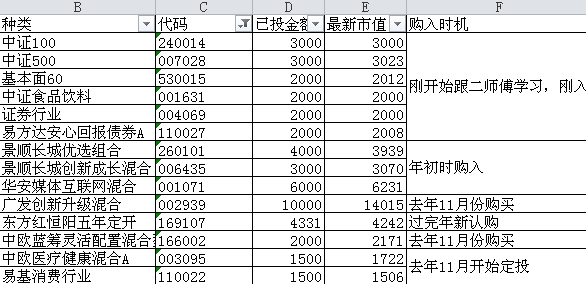 种类 代码 已投金额 最新市值 购入时机
中证100 240014 3000 3000
中证500 007028 3000 3023
基本面60 530015 2000 2012
中证食品饮料 001631 2000 2000
证券行业 004069 2000 2000
易方达安心回报债券A 110027 2000 2008
刚开始跟二师傅学习，刚入
景顺长城优选组合 260101 4000 3939
景顺长城创新成长混合 006435 3000 3070
华安媒体互联网混合 001071 6000 6231
年初时购入
广发创新升级混合 002939 10000 14015 去年11月份购买
东方红恒阳五年定开 169107 4331 4242 过完年新认购
中欧蓝筹灵活配置混合 166002 2000 2171 去年11月份购买
中欧医疗健康混合A 003095 1500 1722
易基消费行业 110022 1500 1506
去年11月开始定投